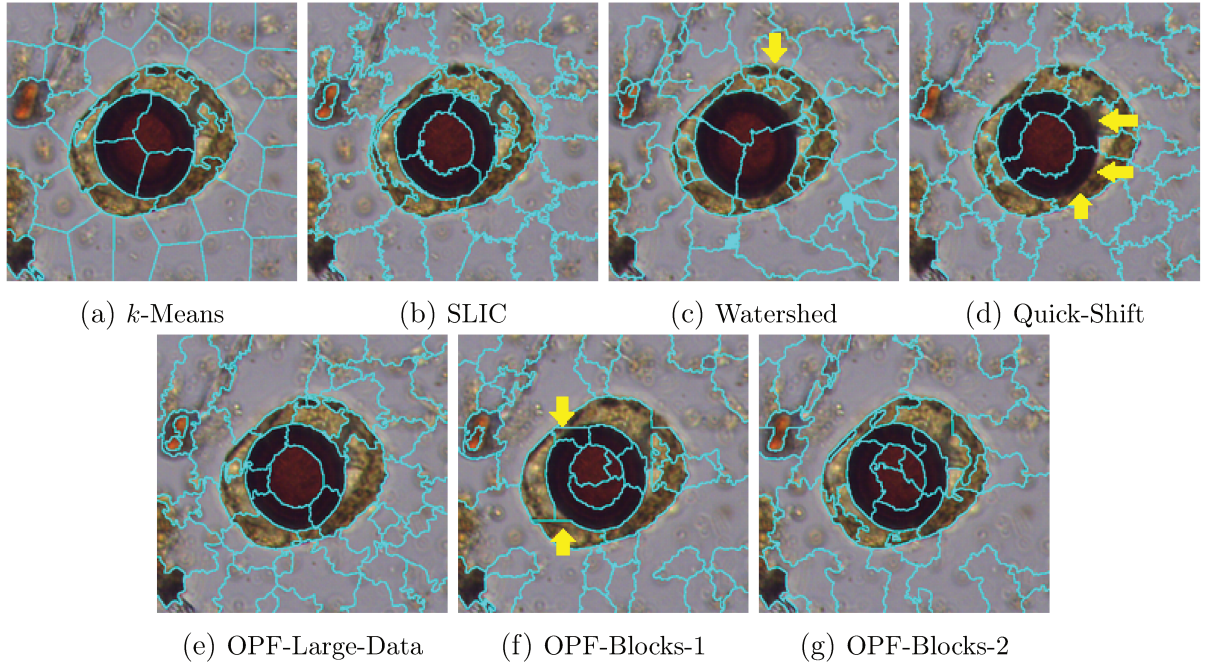 (a) k-Means
(b) SLIC
(c) Watershed
(d) Quick-Shift
(e) OPF-Large-Data
(f) OPF-Blocks-1
(g) OPF-Blocks-2